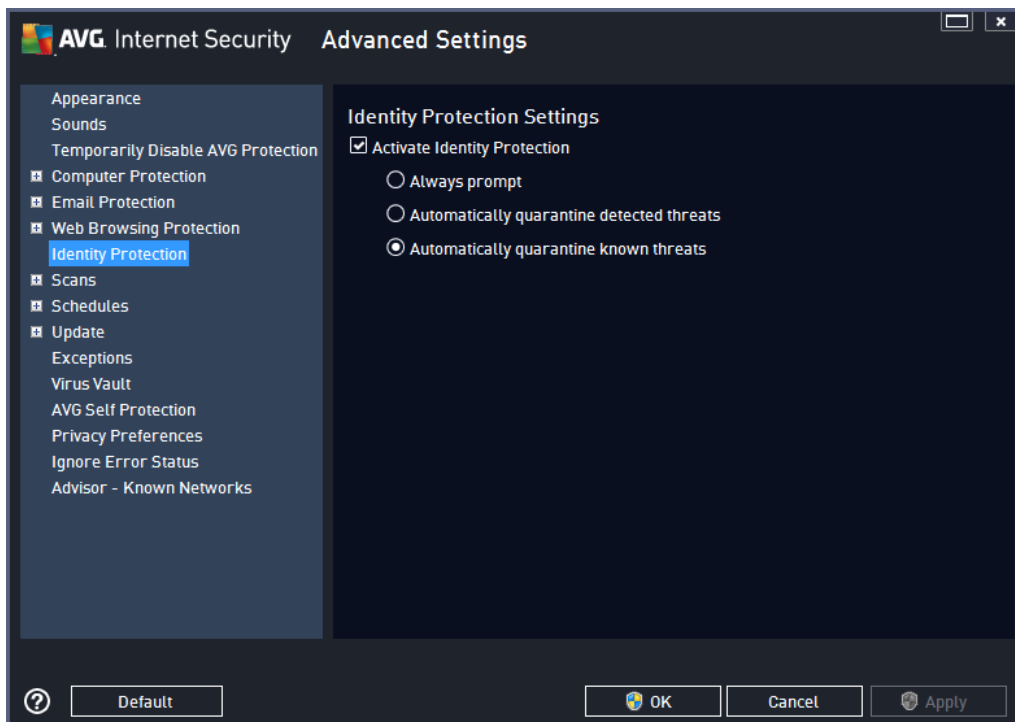 AVG. Internet Security Advanced Settings
Appearance
Sounds
Temporarily Disable AVG Protection
Computer Protection
Email Protection
Web Browsing Protection
Identity Protection
Scans
Schedules
Update
Exceptions
Virus Vault
AVG Self Protection
Privacy Preferences
Ignore Error Status
Advisor - Known Networks
Identity Protection Settings
Activate Identity Protection
Always prompt
Automatically quarantine detected threats
Automatically quarantine known threats
? Default OK Cancel Apply